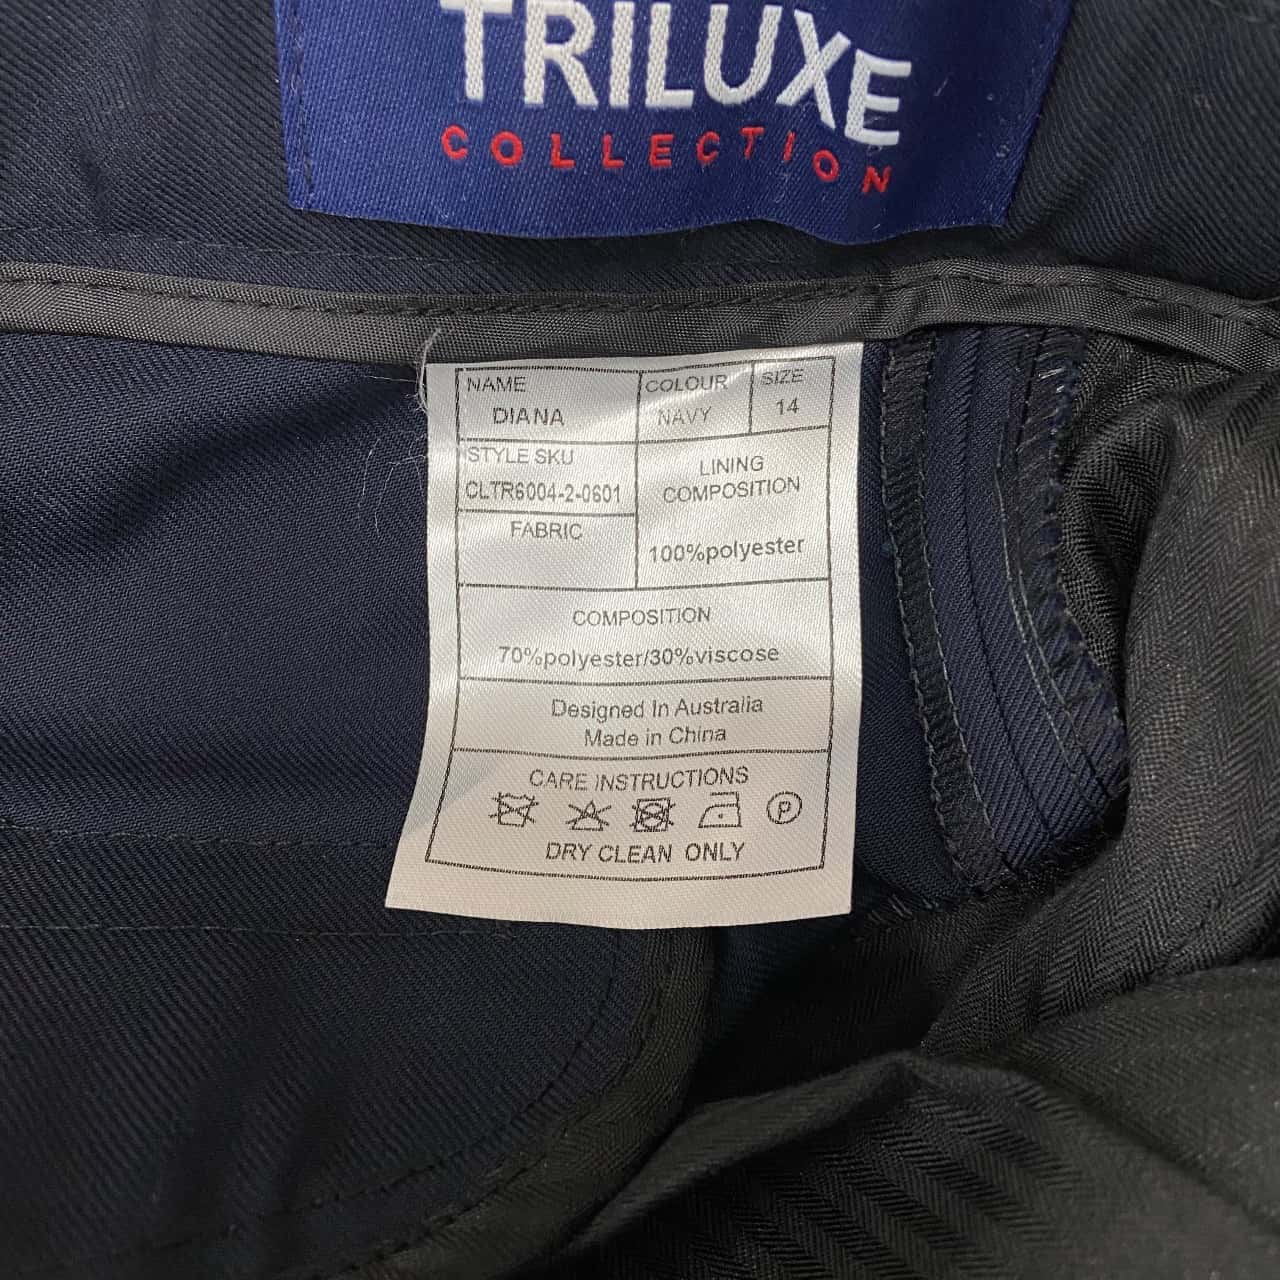 TRILUXE
COLLECTION
NAME
DIANA
COLOUR
NAVY
SIZE
14
STYLE SKU
CLTR6004-2-0601
LINING
COMPOSITION
100%polyester
FABRIC
COMPOSITION
70%polyester/30%viscose
Designed In Australia
Made in China
CARE INSTRUCTIONS
P
DRY CLEAN ONLY